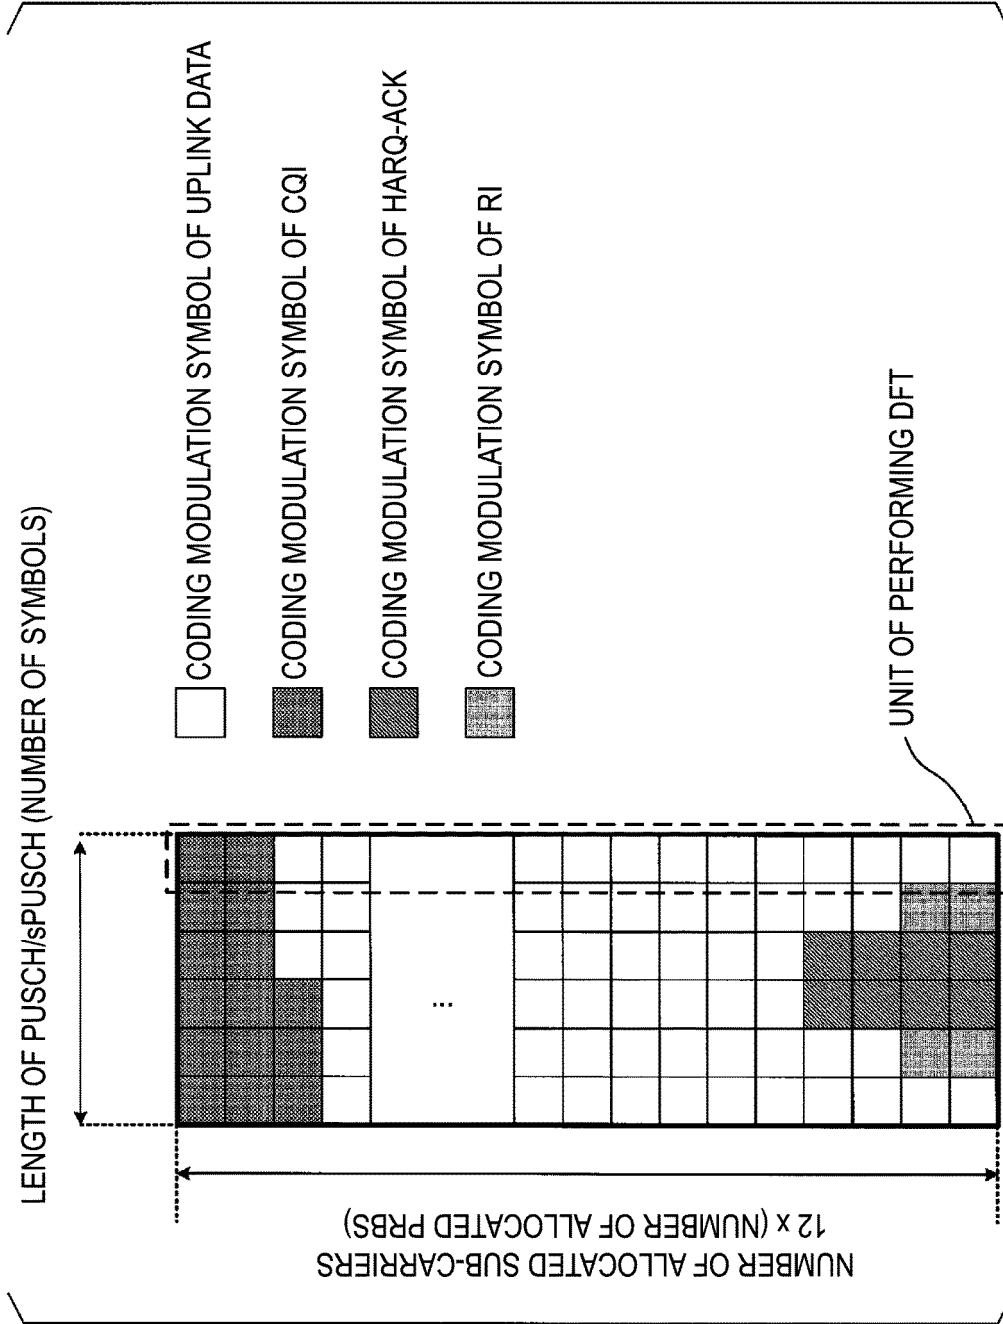 LENGTH OF PUSCH/sPUSCH (NUMBER OF SYMBOLS)
NUMBER OF ALLOCATED SUB-CARRIERS
12 x (NUMBER OF ALLOCATED PRBS)
...
CODING MODULATION SYMBOL OF UPLINK DATA
CODING MODULATION SYMBOL OF CQI
CODING MODULATION SYMBOL OF HARQ-ACK
CODING MODULATION SYMBOL OF RI
UNIT OF PERFORMING DFT